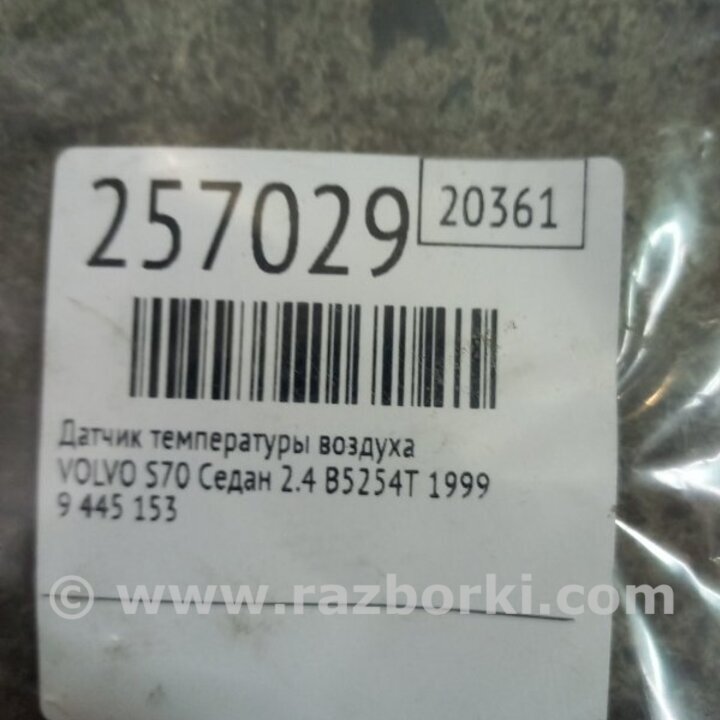 257029
20361
Датчик температуры воздуха
VOLVO S70 Седан 2.4 B5254T 1999
9 445 153
© www.razborki.com